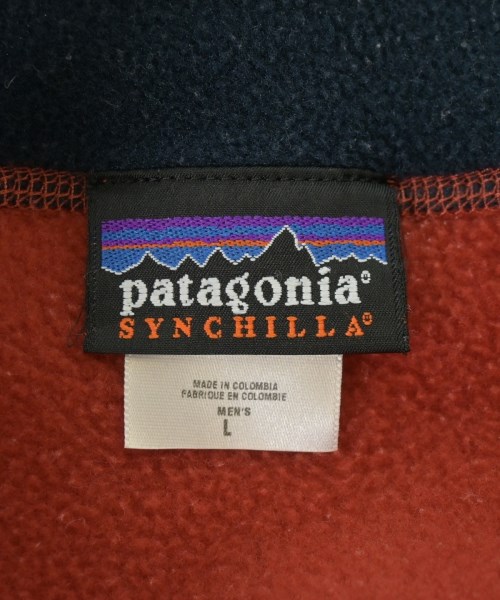 patagonia®
SYNCHILLA®
MADE IN COLOMBIA
FABRIQUE EN COLOMBIE
MEN'S
L